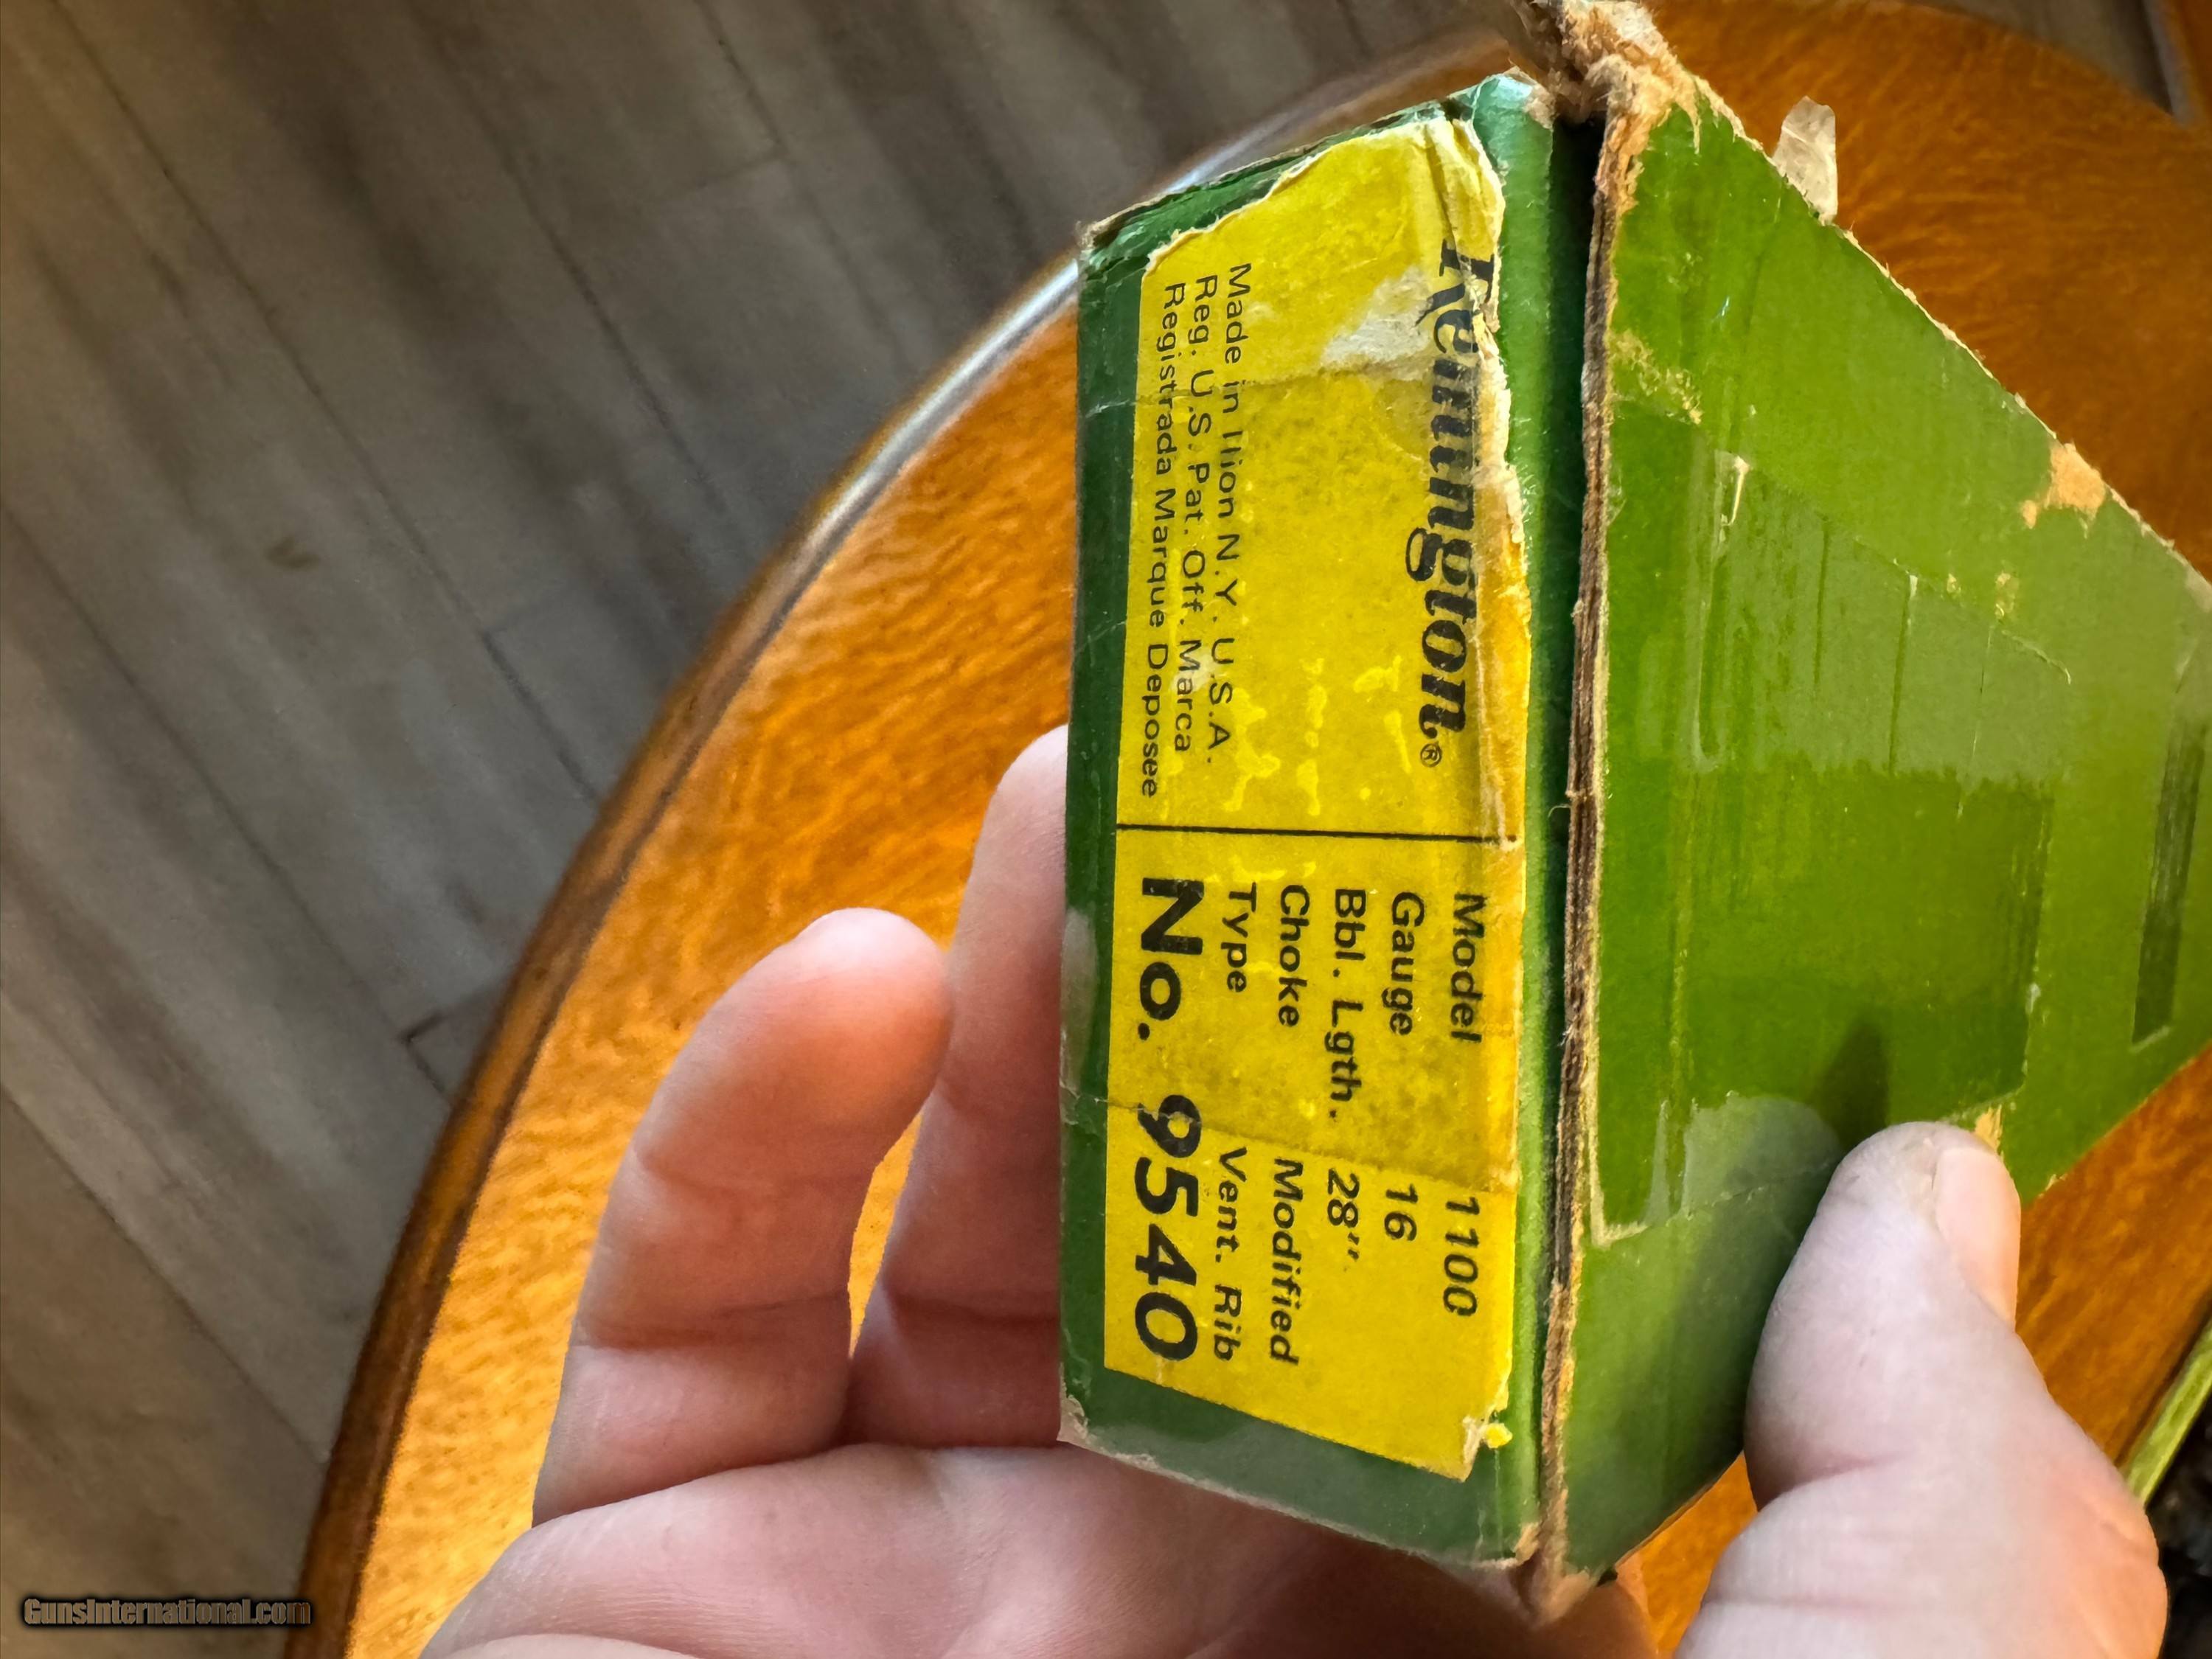 Remington®
Made in Ilion N.Y. U.S.A.
Reg. U.S. Pat. Off. Marca
Registrada Marque Deposee
Model 1100
Gauge 16
Bbl. Lgth. 28"
Choke Modified
Type Vent. Rib
No. 9540
GunsInternational.com